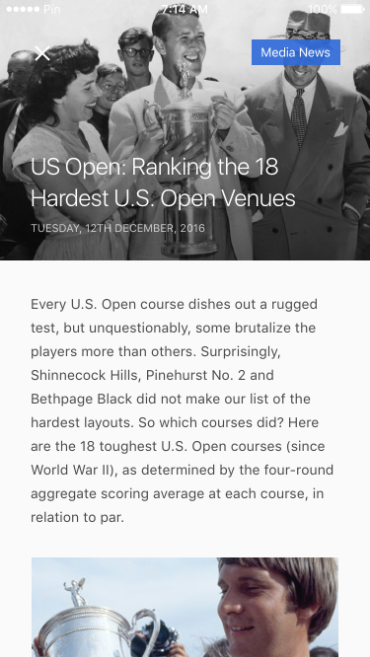 Pin 7:14 AM 100%
Media News
US Open: Ranking the 18
Hardest U.S. Open Venues
TUESDAY, 12TH DECEMBER, 2016
Every U.S. Open course dishes out a rugged
test, but unquestionably, some brutalize the
players more than others. Surprisingly,
Shinnecock Hills, Pinehurst No. 2 and
Bethpage Black did not make our list of the
hardest layouts. So which courses did? Here
are the 18 toughest U.S. Open courses (since
World War II), as determined by the four-round
aggregate scoring average at each course, in
relation to par.